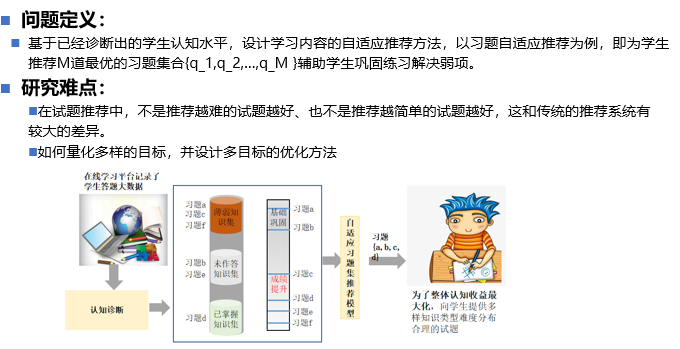 问题定义：
基于已经诊断出的学生认知水平，设计学习内容的自适应推荐方法，以习题自适应推荐为例，即为学生
推荐M道最优的习题集合{q_1,q_2,...,q_M }辅助学生巩固练习解决弱项。
研究难点：
在试题推荐中，不是推荐越难的试题越好、也不是推荐越简单的试题越好，这和传统的推荐系统有
较大的差异。
如何量化多样的目标，并设计多目标的优化方法
在线学习平台记录了
学生答题大数据
认知诊断
习题a
习题c
习题f
薄弱知
识集
习题b
习题e
未作答
知识集
习题d
已掌握
知识集
基础
巩固
成绩
提升
习题a
习题b
习题c
习题d
习题e
习题f
自适应习题集推荐模型
习题
{a, b, c,
d}
为了整体认知收益最
大化，向学生提供多
样知识类型难度分布
合理的试题